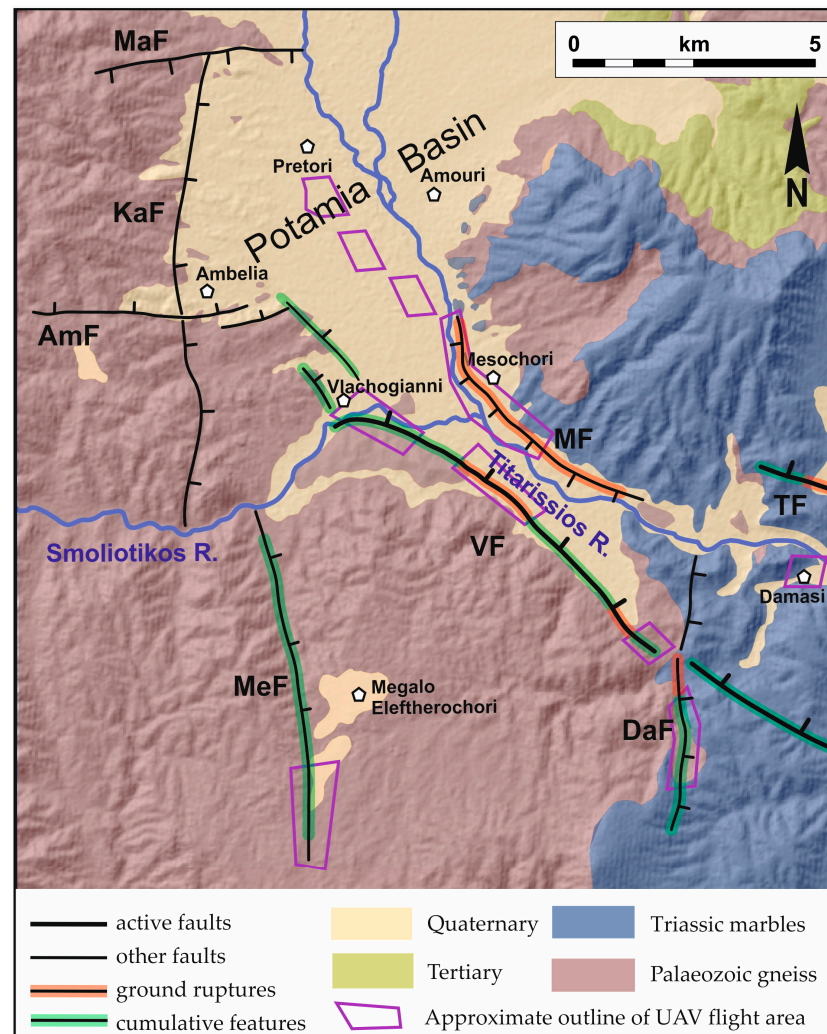 MaF
0 km 5
Basin
Pretori
Amouri
N
KaF
Potamia
Ambelia
AmF
Mesochori
Vlachogianni
MF
Titarissios R.
TF
Smoliotikos R.
VF
Damasi
MeF
Megalo
Eleftherochori
DaF
active faults
other faults
ground ruptures
cumulative features
Quaternary
Tertiary
Triassic marbles
Palaeozoic gneiss
Approximate outline of UAV flight area